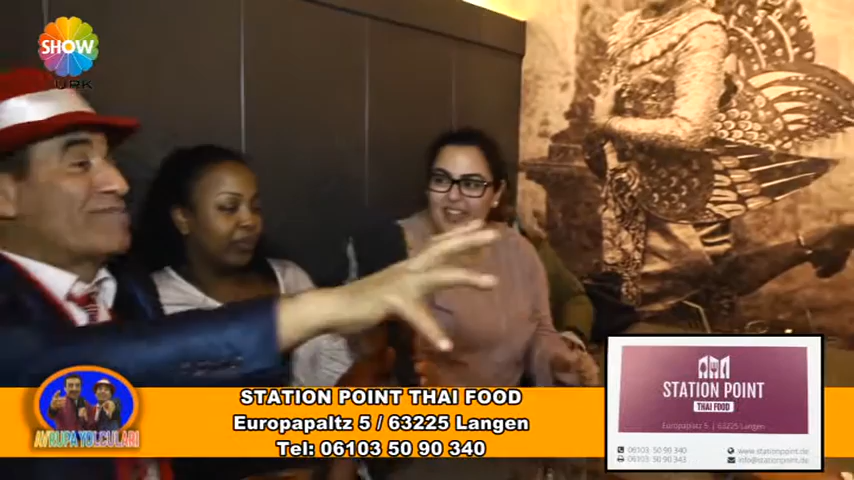 SHOW
TURK
AVRUPA YOLCULARI
STATION POINT THAI FOOD
Europapaltz 5 / 63225 Langen
Tel: 06103 50 90 340
STATION POINT
THAI FOOD
Europaplatz 5 | 63225 Langen
06103. 50 90 340
06103. 50 90 343
www.stationpoint.de
info@stationpoint.de